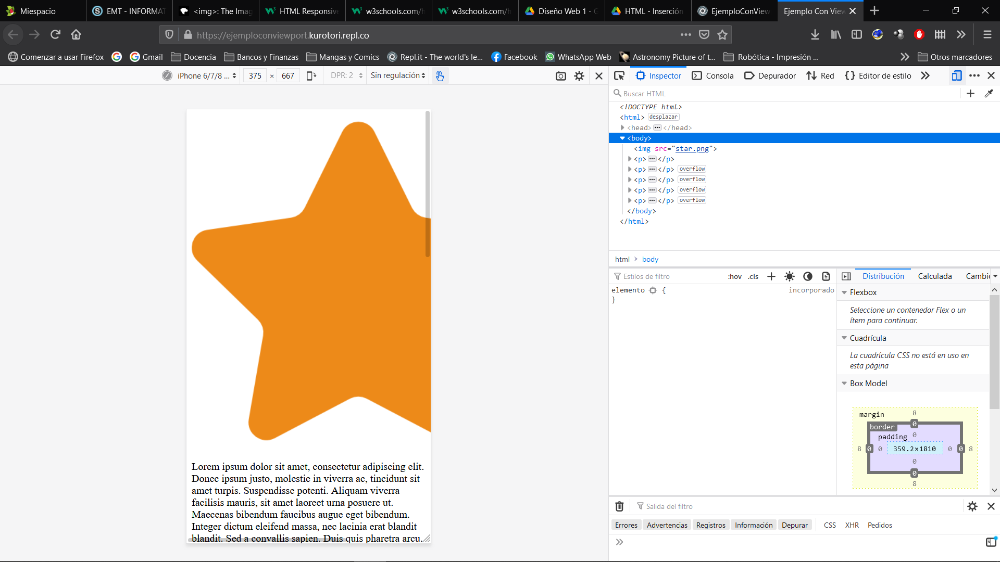 Miespacio
EMT - INFORMAT
<img>: The Imag
HTML Responsive
w3schools.com/h
w3schools.com/h
Diseño Web 1 - G
HTML - Inserción
EjemploConView
Ejemplo Con View
https://ejemploconviewport.kurotori.repl.co
Comenzar a usar Firefox
Gmail
Docencia
Bancos y Finanzas
Mangas y Comics
Repl.it - The world's le...
Facebook
WhatsApp Web
Astronomy Picture of t...
Robótica - Impresión ...
Otros marcadores
iPhone 6/7/8 ...
375 × 667
DPR: 2
Sin regulación
Inspector
Consola
Depurador
Red
Editor de estilo
Buscar HTML
<!DOCTYPE html>
<html> desplazar
<head> ... </head>
<body>
<img src="star.png">
<p> ... </p>
<p> ... </p> overflow
<p> ... </p> overflow
<p> ... </p> overflow
<p> ... </p> overflow
</body>
</html>
html > body
Estilos de filtro
:hov .cls
elemento { incorporado
}
Distribución
Calculada
Cambio
Flexbox
Seleccione un contenedor Flex o un
ítem para continuar.
Cuadrícula
La cuadrícula CSS no está en uso en
esta página
Box Model
margin 8
border 0
padding 0
8 0 0 359.2×1810 0 0 8
0
0
8
Salida del filtro
Errores
Advertencias
Registros
Información
Depurar
CSS
XHR
Pedidos
Lorem ipsum dolor sit amet, consectetur adipiscing elit.
Donec ipsum justo, molestie in viverra ac, tincidunt sit
amet turpis. Suspendisse potenti. Aliquam viverra
facilisis mauris, sit amet laoreet urna posuere ut.
Maecenas bibendum faucibus augue eget bibendum.
Integer dictum eleifend massa, nec lacinia erat blandit
blandit. Sed a convallis sapien. Duis quis pharetra arcu.